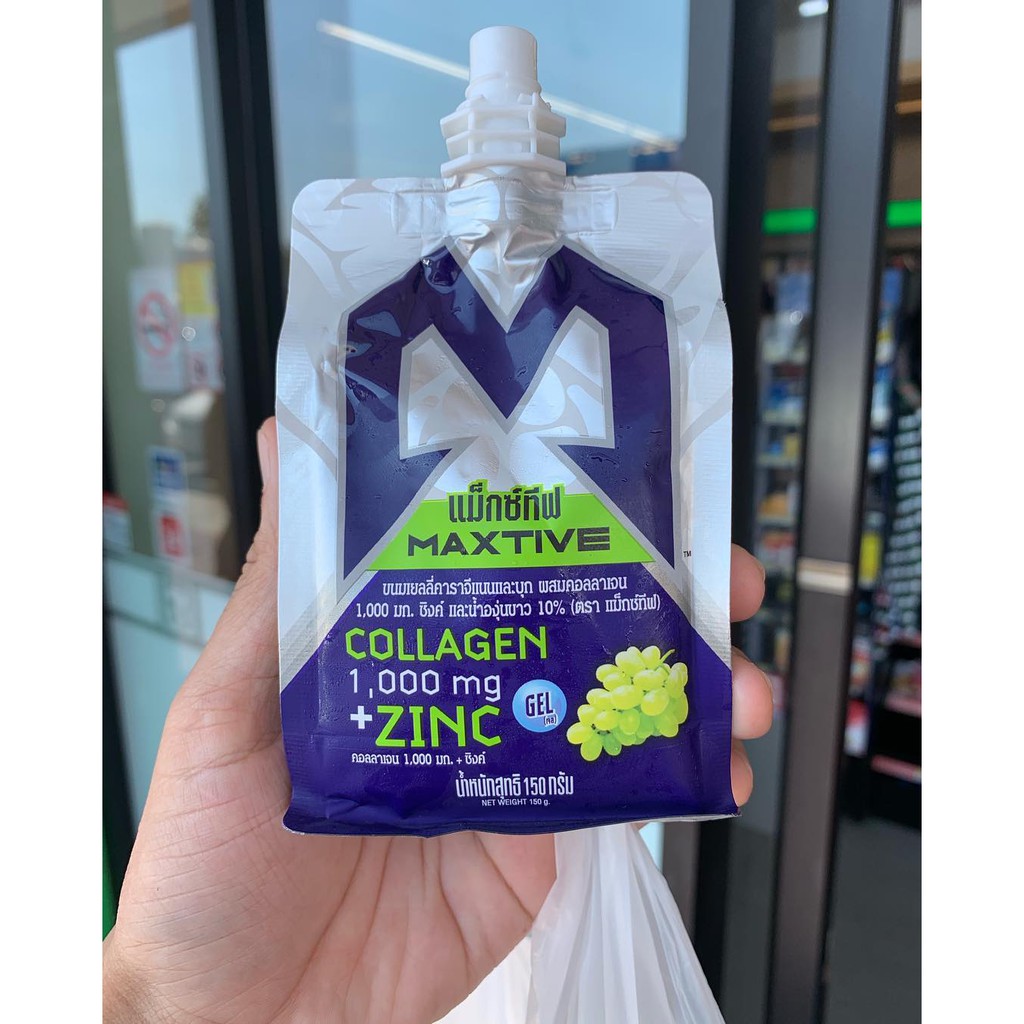 แม็กซ์ทีฟ
MAXTIVE
TM
ขนมเยลลี่คาราจีแนนและบุก ผสมคอลลาเจน
1,000 มก. ซิงค์ และน้ำองุ่นขาว 10% (ตรา แม็กซ์ทีฟ)
COLLAGEN
1,000 mg
+ZINC
GEL
(เจล)
คอลลาเจน 1,000 มก. + ซิงค์
น้ำหนักสุทธิ 150 กรัม
NET WEIGHT 150 g.